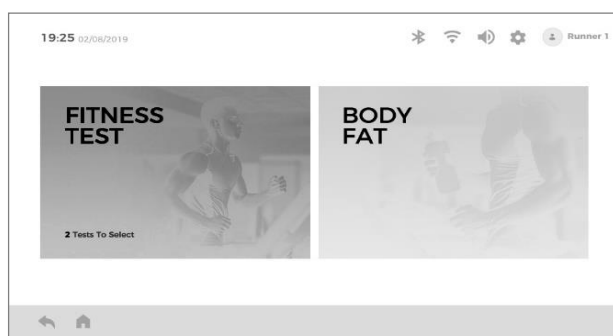 19:25 02/08/2019
Runner 1
FITNESS
TEST
2 Tests To Select
BODY
FAT